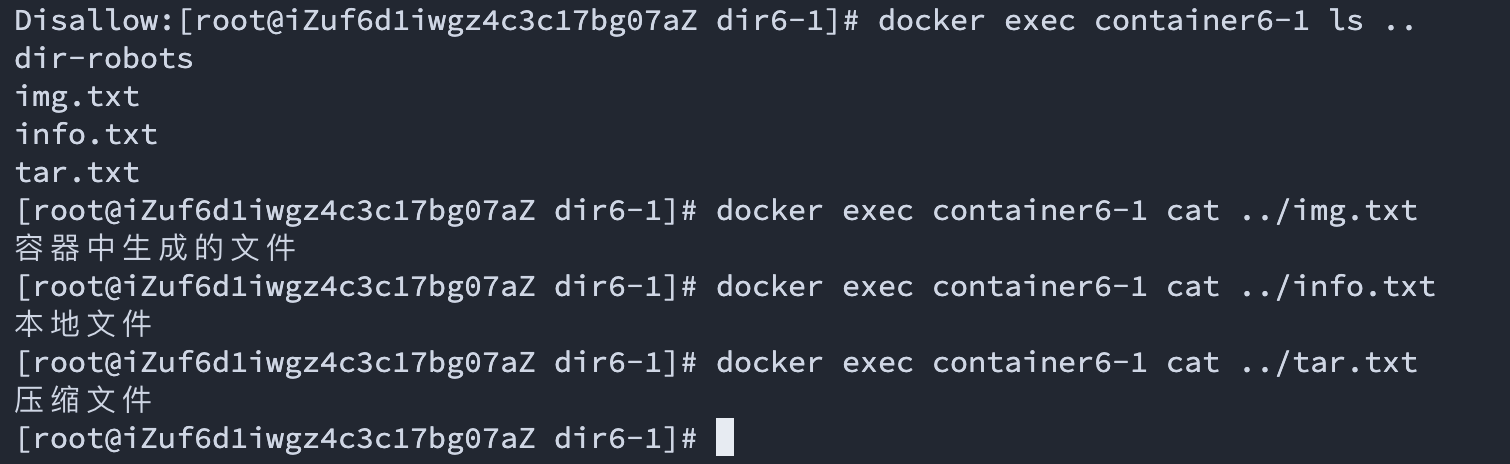 Disallow:[root@iZuf6d1iwgz4c3c17bg07aZ dir6-1]# docker exec container6-1 ls ..
dir-robots
img.txt
info.txt
tar.txt
[root@iZuf6d1iwgz4c3c17bg07aZ dir6-1]# docker exec container6-1 cat ../img.txt
容器中生成的文件
[root@iZuf6d1iwgz4c3c17bg07aZ dir6-1]# docker exec container6-1 cat ../info.txt
本地文件
[root@iZuf6d1iwgz4c3c17bg07aZ dir6-1]# docker exec container6-1 cat ../tar.txt
压缩文件
[root@iZuf6d1iwgz4c3c17bg07aZ dir6-1]#